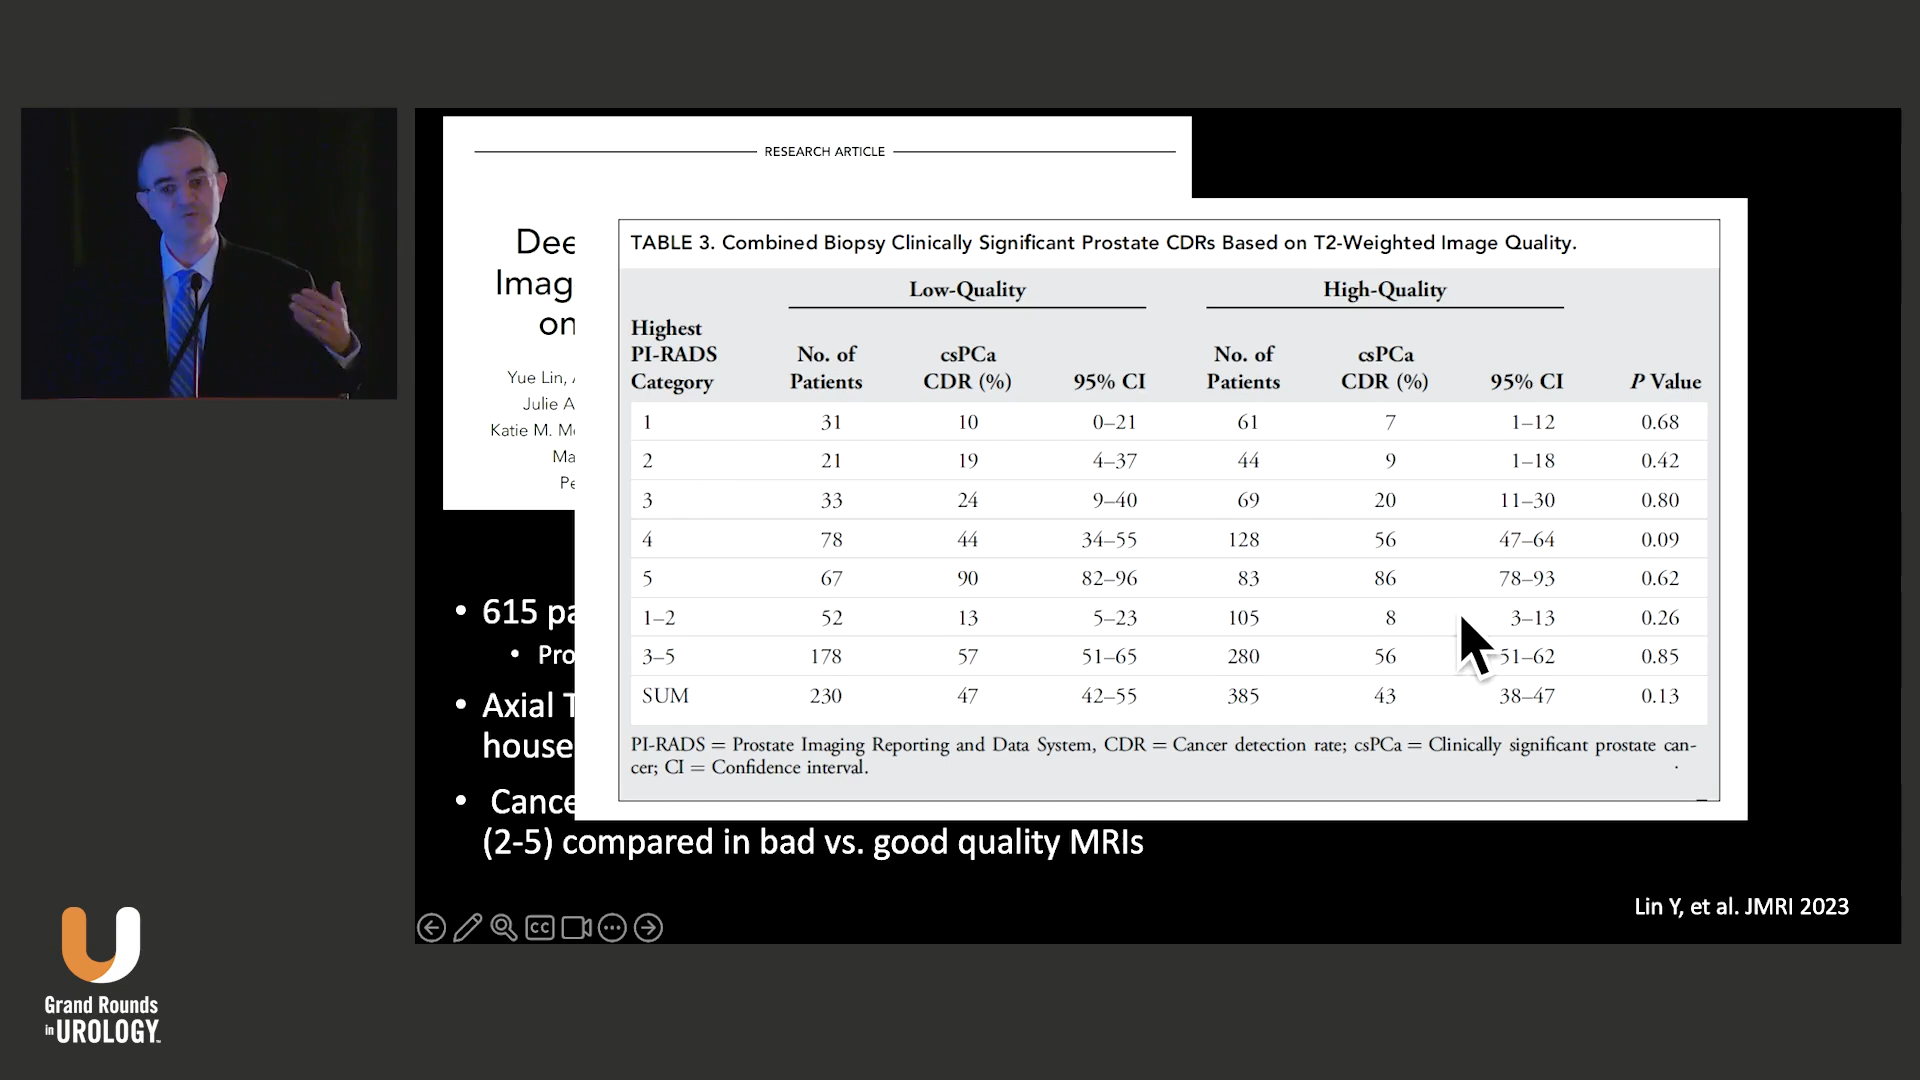 RESEARCH ARTICLE
Dee
Imag
on
Yue Lin,
Julie A
Katie M. Mc
Ma
Pe
TABLE 3. Combined Biopsy Clinically Significant Prostate CDRs Based on T2-Weighted Image Quality.
Low-Quality High-Quality
Highest PI-RADS Category No. of Patients csPCa CDR (%) 95% CI No. of Patients csPCa CDR (%) 95% CI P Value
1 31 10 0–21 61 7 1–12 0.68
2 21 19 4–37 44 9 1–18 0.42
3 33 24 9–40 69 20 11–30 0.80
4 78 44 34–55 128 56 47–64 0.09
5 67 90 82–96 83 86 78–93 0.62
1–2 52 13 5–23 105 8 3–13 0.26
3–5 178 57 51–65 280 56 51–62 0.85
SUM 230 47 42–55 385 43 38–47 0.13
PI-RADS = Prostate Imaging Reporting and Data System, CDR = Cancer detection rate; csPCa = Clinically significant prostate can-
cer; CI = Confidence interval.
• 615 pa
• Pro
• Axial T
house
• Cance
(2-5) compared in bad vs. good quality MRIs
Lin Y, et al. JMRI 2023
CC
Grand Rounds
in UROLOGY™